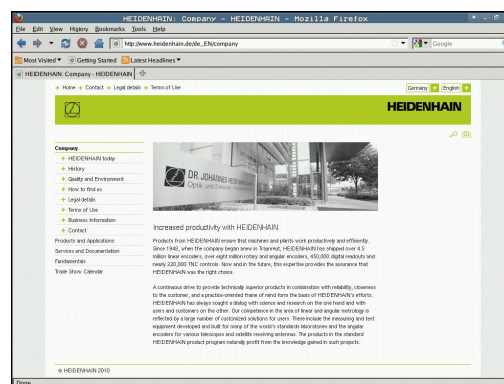 HEIDENHAIN: Company - HEIDENHAIN - Mozilla Firefox
File Edit View History Bookmarks Tools Help
http://www.heidenhain.de/de_EN/company
Google
Most Visited Getting Started Latest Headlines
HEIDENHAIN: Company - HEIDENHAIN
Home Contact Legal details Terms of Use
Germany English
HEIDENHAIN
Company
HEIDENHAIN today
History
Quality and Environment
How to find us
Legal details
Terms of Use
Business Information
Contact
Products and Applications
Services and Documentation
Fundamentals
Trade Show Calendar
DR. JOHANNES HEIDENHAIN
Optik und Elektronik
Increased productivity with HEIDENHAIN
Products from HEIDENHAIN ensure that machines and plants work productively and efficiently.
Since 1948, when the company began anew in Traunreut, HEIDENHAIN has shipped over 4.5
million linear encoders, over eight million rotary and angular encoders, 450,000 digital readouts and
nearly 220,000 TNC controls. Now and in the future, this expertise provides the assurance that
HEIDENHAIN was the right choice.
A continuous drive to provide technically superior products in combination with reliability, closeness
to the customer, and a practice-oriented frame of mind form the basis of HEIDENHAIN's efforts.
HEIDENHAIN has always sought a dialog with science and research on the one hand and with
users and customers on the other. Our competence in the area of linear and angular metrology is
reflected by a large number of customized solutions for users. These include the measuring and test
equipment developed and built for many of the world's standards laboratories and the angular
encoders for various telescopes and satellite receiving antennas. The products in the standard
HEIDENHAIN product program naturally profit from the knowledge gained in such projects.
© HEIDENHAIN 2010
Done